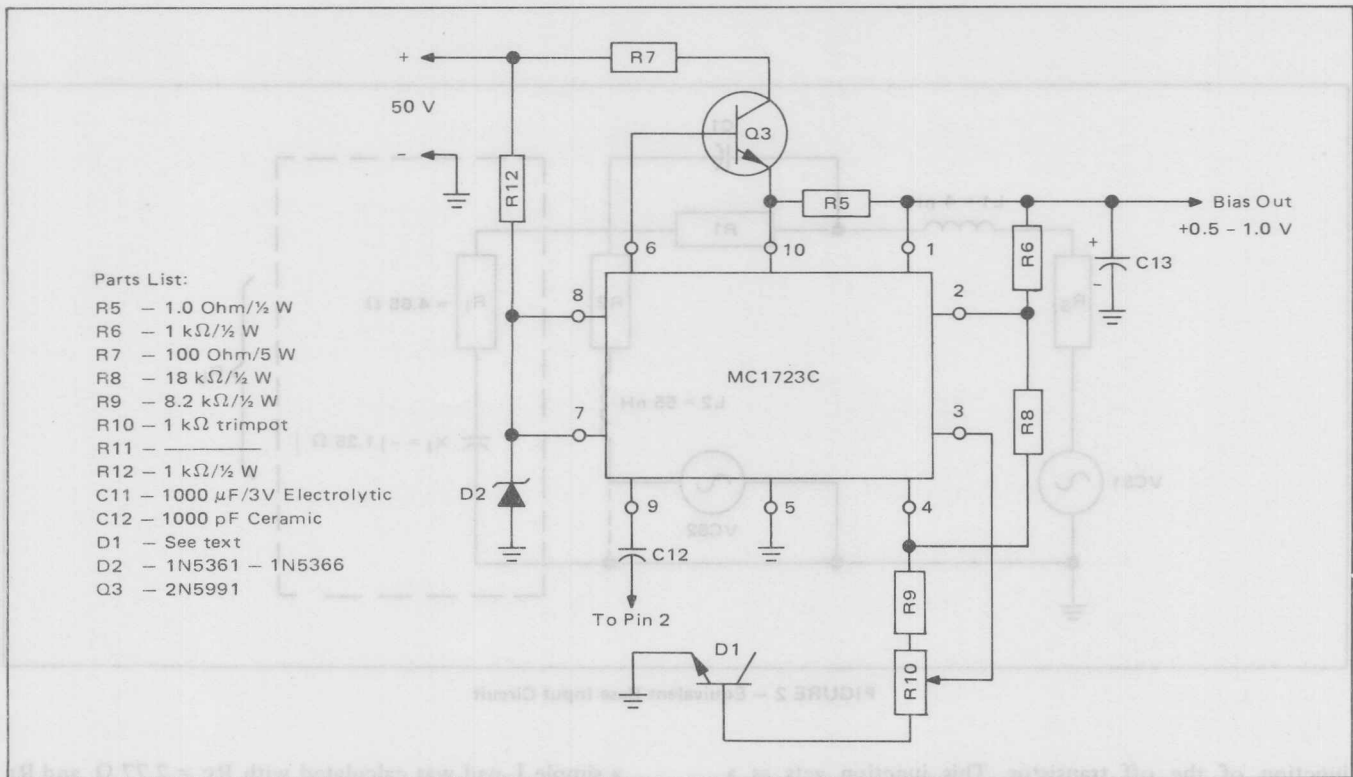 +
R7
50 V
Q3
-
R12
R5
Bias Out
+0.5 – 1.0 V
6
10
1
R6
+
C13
-
Parts List:
R5 – 1.0 Ohm/½ W
R6 – 1 kΩ/½ W
R7 – 100 Ohm/5 W
R8 – 18 kΩ/½ W
R9 – 8.2 kΩ/½ W
R10 – 1 kΩ trimpot
R11 – ————
R12 – 1 kΩ/½ W
C11 – 1000 μF/3V Electrolytic
C12 – 1000 pF Ceramic
D1 – See text
D2 – 1N5361 – 1N5366
Q3 – 2N5991
8
2
MC1723C
7
3
R8
D2
9
5
4
C12
To Pin 2
R9
D1
R10
FIGURE 2 – Equivalent Base Input Circuit